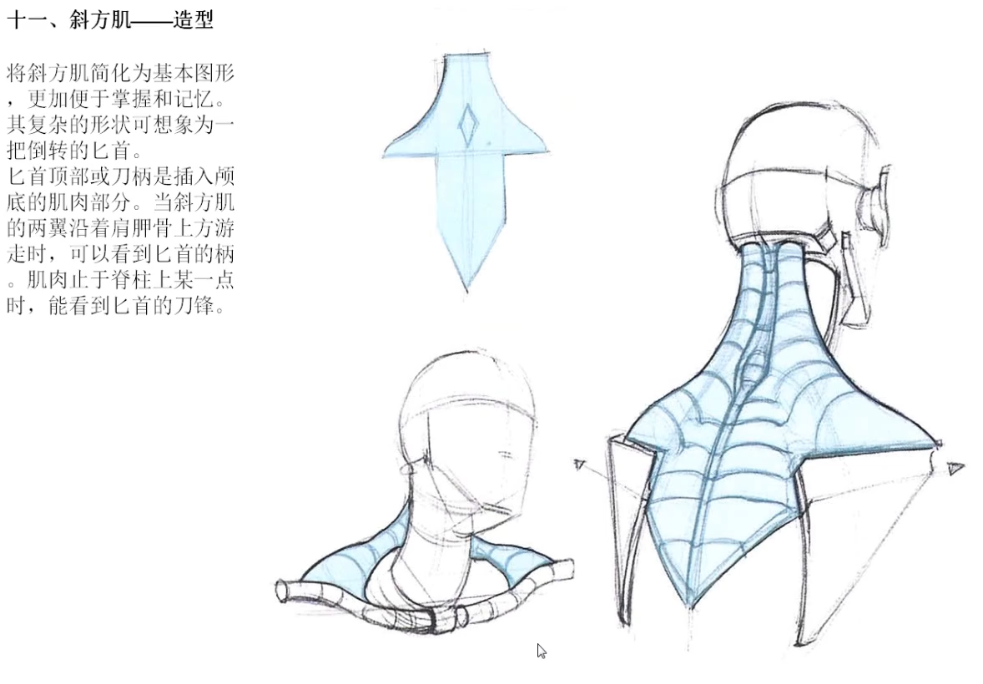 十一、斜方肌——造型
将斜方肌简化为基本图形
，更加便于掌握和记忆。
其复杂的形状可想象为一
把倒转的匕首。
匕首顶部或刀柄是插入颅
底的肌肉部分。当斜方肌
的两翼沿着肩胛骨上方游
走时，可以看到匕首的柄
。肌肉止于脊柱上某一点
时，能看到匕首的刀锋。